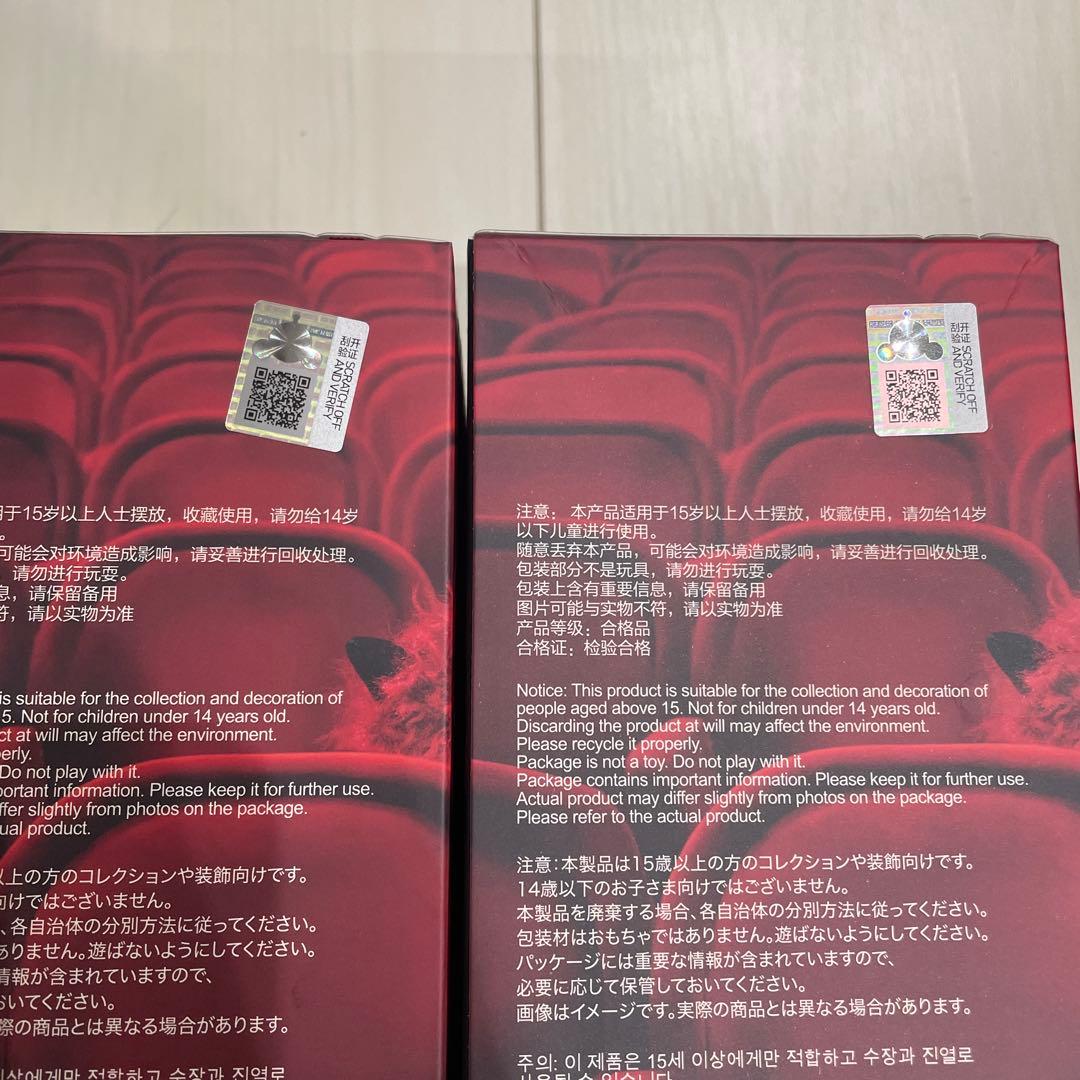 开证 SCRATCH OFF
刮验 AND VERIFY
用于15岁以上人士摆放，收藏使用，请勿给14岁
。
可能会对环境造成影响，请妥善进行回收处理。
，请勿进行玩耍。
息，请保留备用
符，请以实物为准
is suitable for the collection and decoration of
5. Not for children under 14 years old.
ct at will may affect the environment.
perly.
Do not play with it.
portant information. Please keep it for further use.
ffer slightly from photos on the package.
ual product.
以上の方のコレクションや装飾向けです。
向けではございません。
、各自治体の分別方法に従ってください。
ありません。遊ばないようにしてください。
情報が含まれていますので、
おいてください。
際の商品とは異なる場合があります。
이상에게만 적합하고 수장과 진열로
开证 SCRATCH OFF
刮验 AND VERIFY
注意： 本产品适用于15岁以上人士摆放，收藏使用，请勿给14岁
以下儿童进行使用。
随意丢弃本产品，可能会对环境造成影响，请妥善进行回收处理。
包装部分不是玩具，请勿进行玩耍。
包装上含有重要信息，请保留备用
图片可能与实物不符，请以实物为准
产品等级：合格品
合格证：检验合格
Notice: This product is suitable for the collection and decoration of
people aged above 15. Not for children under 14 years old.
Discarding the product at will may affect the environment.
Please recycle it properly.
Package is not a toy. Do not play with it.
Package contains important information. Please keep it for further use.
Actual product may differ slightly from photos on the package.
Please refer to the actual product.
注意：本製品は15歳以上の方のコレクションや装飾向けです。
14歳以下のお子さま向けではございません。
本製品を廃棄する場合、各自治体の分別方法に従ってください。
包装材はおもちゃではありません。遊ばないようにしてください。
パッケージには重要な情報が含まれていますので、
必要に応じて保管しておいてください。
画像はイメージです。実際の商品とは異なる場合があります。
주의: 이 제품은 15세 이상에게만 적합하고 수장과 진열로